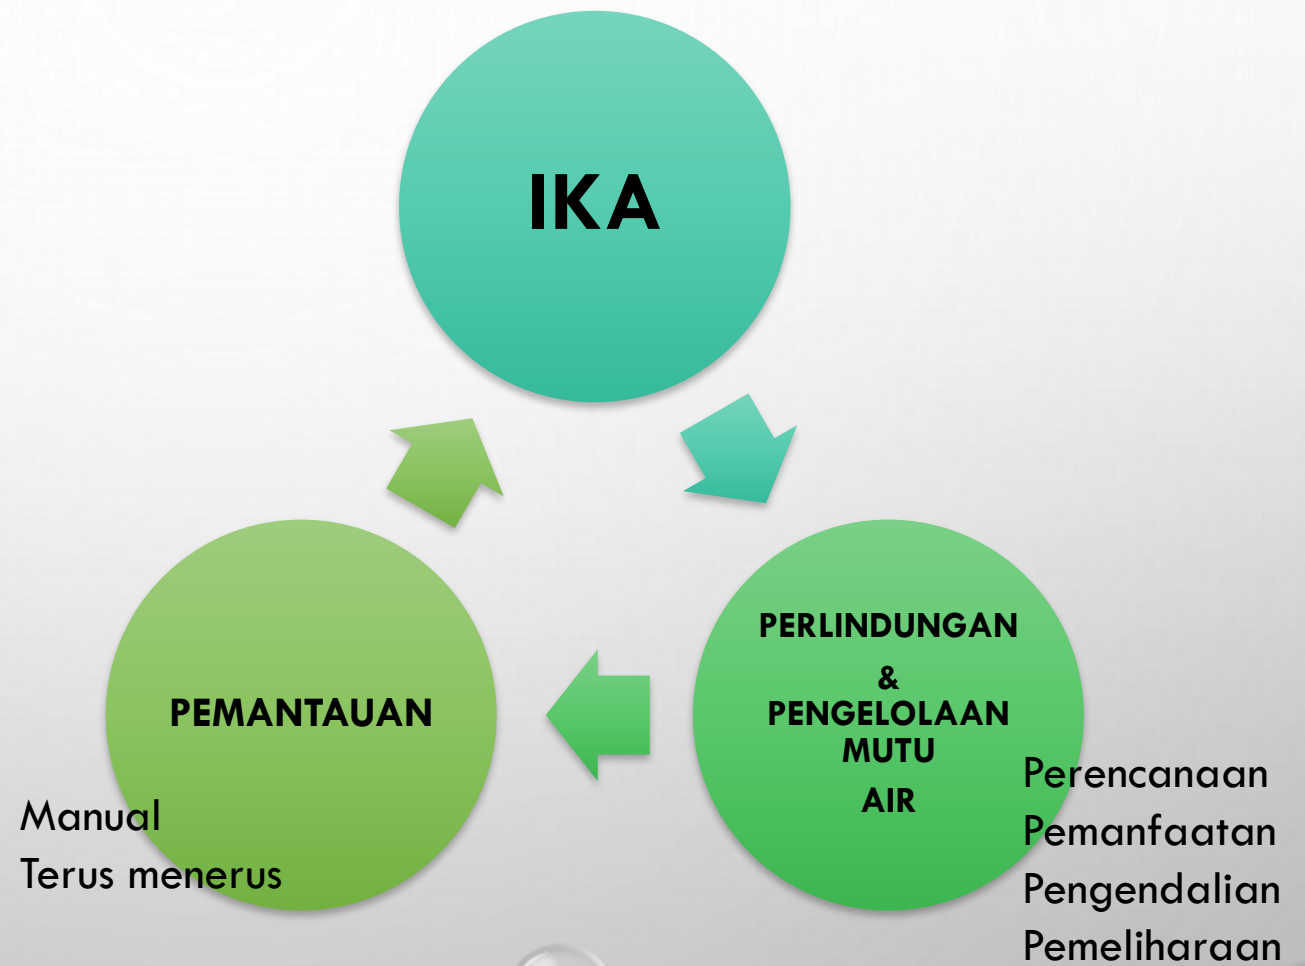 IKA
PERLINDUNGAN
&
PENGELOLAAN
MUTU
AIR
Perencanaan
Pemanfaatan
Pengendalian
Pemeliharaan
PEMANTAUAN
Manual
Terus menerus